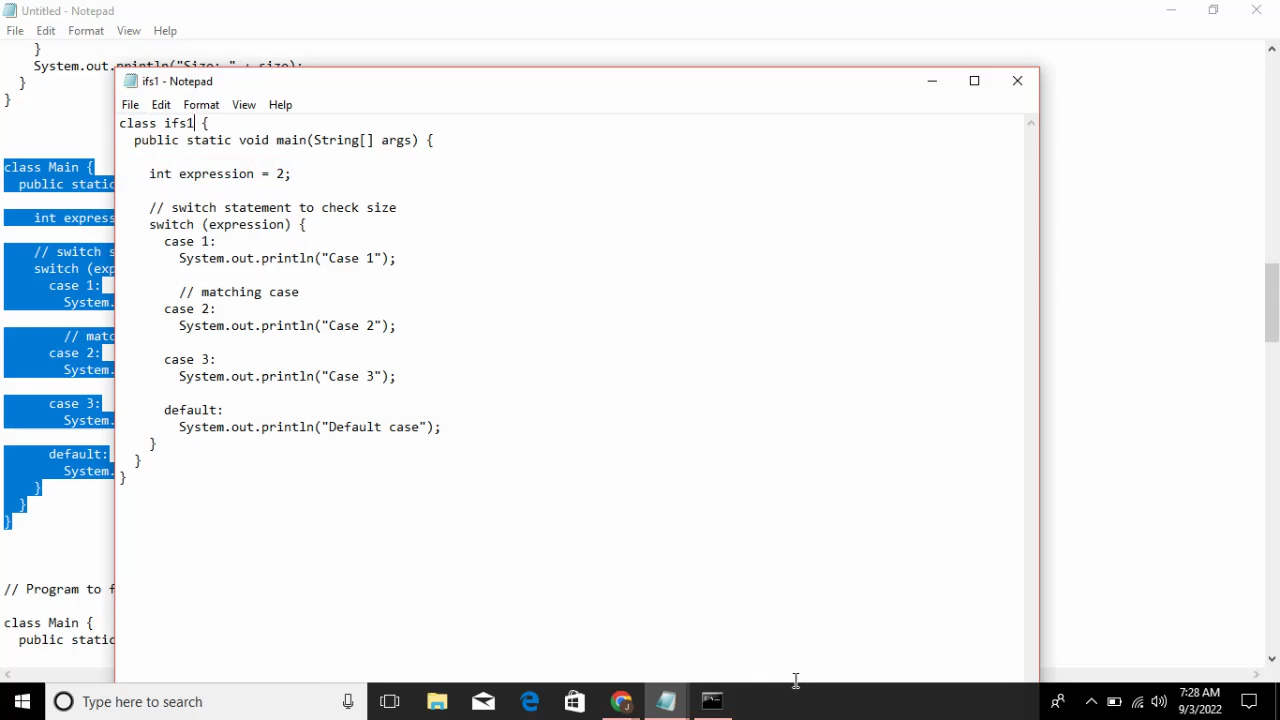 Untitled - Notepad
File Edit Format View Help
}
System.out.println("Size: " + size);
}
}
class Main {
public static
int express
// switch s
switch (exp
case 1:
System.
// matc
case 2:
System.
case 3:
System.
default:
System.
}
}
}
// Program to f
class Main {
public static
ifs1 - Notepad
File Edit Format View Help
class ifs1 {
public static void main(String[] args) {
int expression = 2;
// switch statement to check size
switch (expression) {
case 1:
System.out.println("Case 1");
// matching case
case 2:
System.out.println("Case 2");
case 3:
System.out.println("Case 3");
default:
System.out.println("Default case");
}
}
}
Type here to search
7:28 AM
9/3/2022